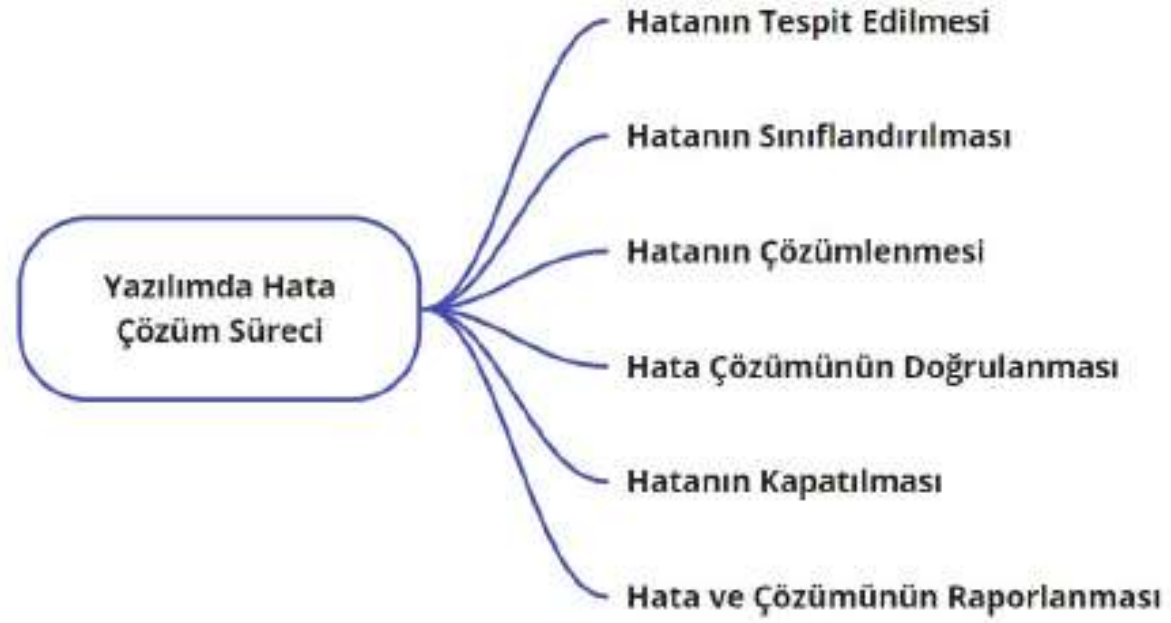 Hatanın Tespit Edilmesi
Hatanın Sınıflandırılması
Hatanın Çözümlenmesi
Yazılımda Hata
Çözüm Süreci
Hata Çözümünün Doğrulanması
Hatanın Kapatılması
Hata ve Çözümünün Raporlanması